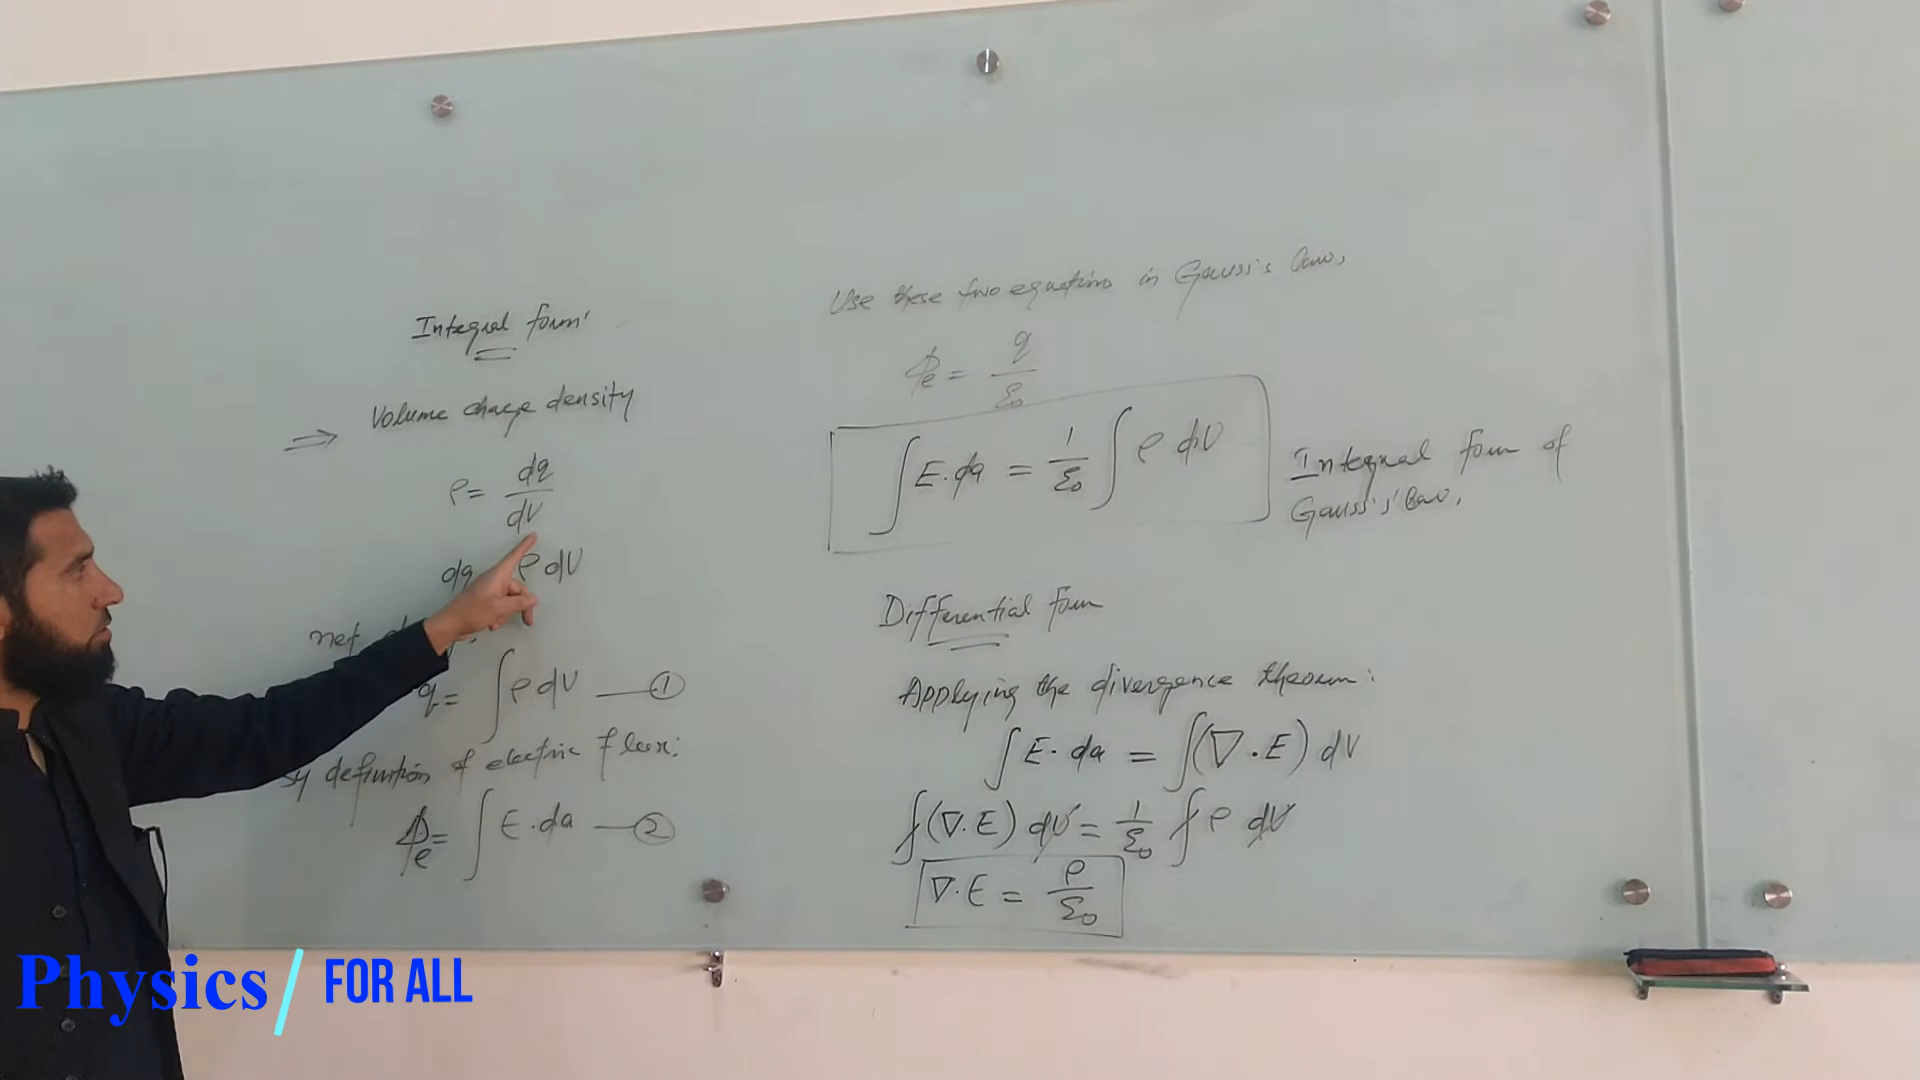 Integral form'
⇒ Volume charge density
ρ = dq/dV
dq ρ dV
net
q = ∫ρ dV —①
definition of electric flux:
ϕe = ∫E.da —②
Use these two equations in Gauss's law,
ϕe = q/ε0
∫E.da = 1/ε0 ∫ρ dV
Integral form of
Gauss's law,
Differential form
Applying the divergence theorem:
∫E.da = ∫(∇.E) dV
∫(∇.E) dV = 1/ε0 ∫ρ dV
∇.E = ρ/ε0
Physics/ FOR ALL